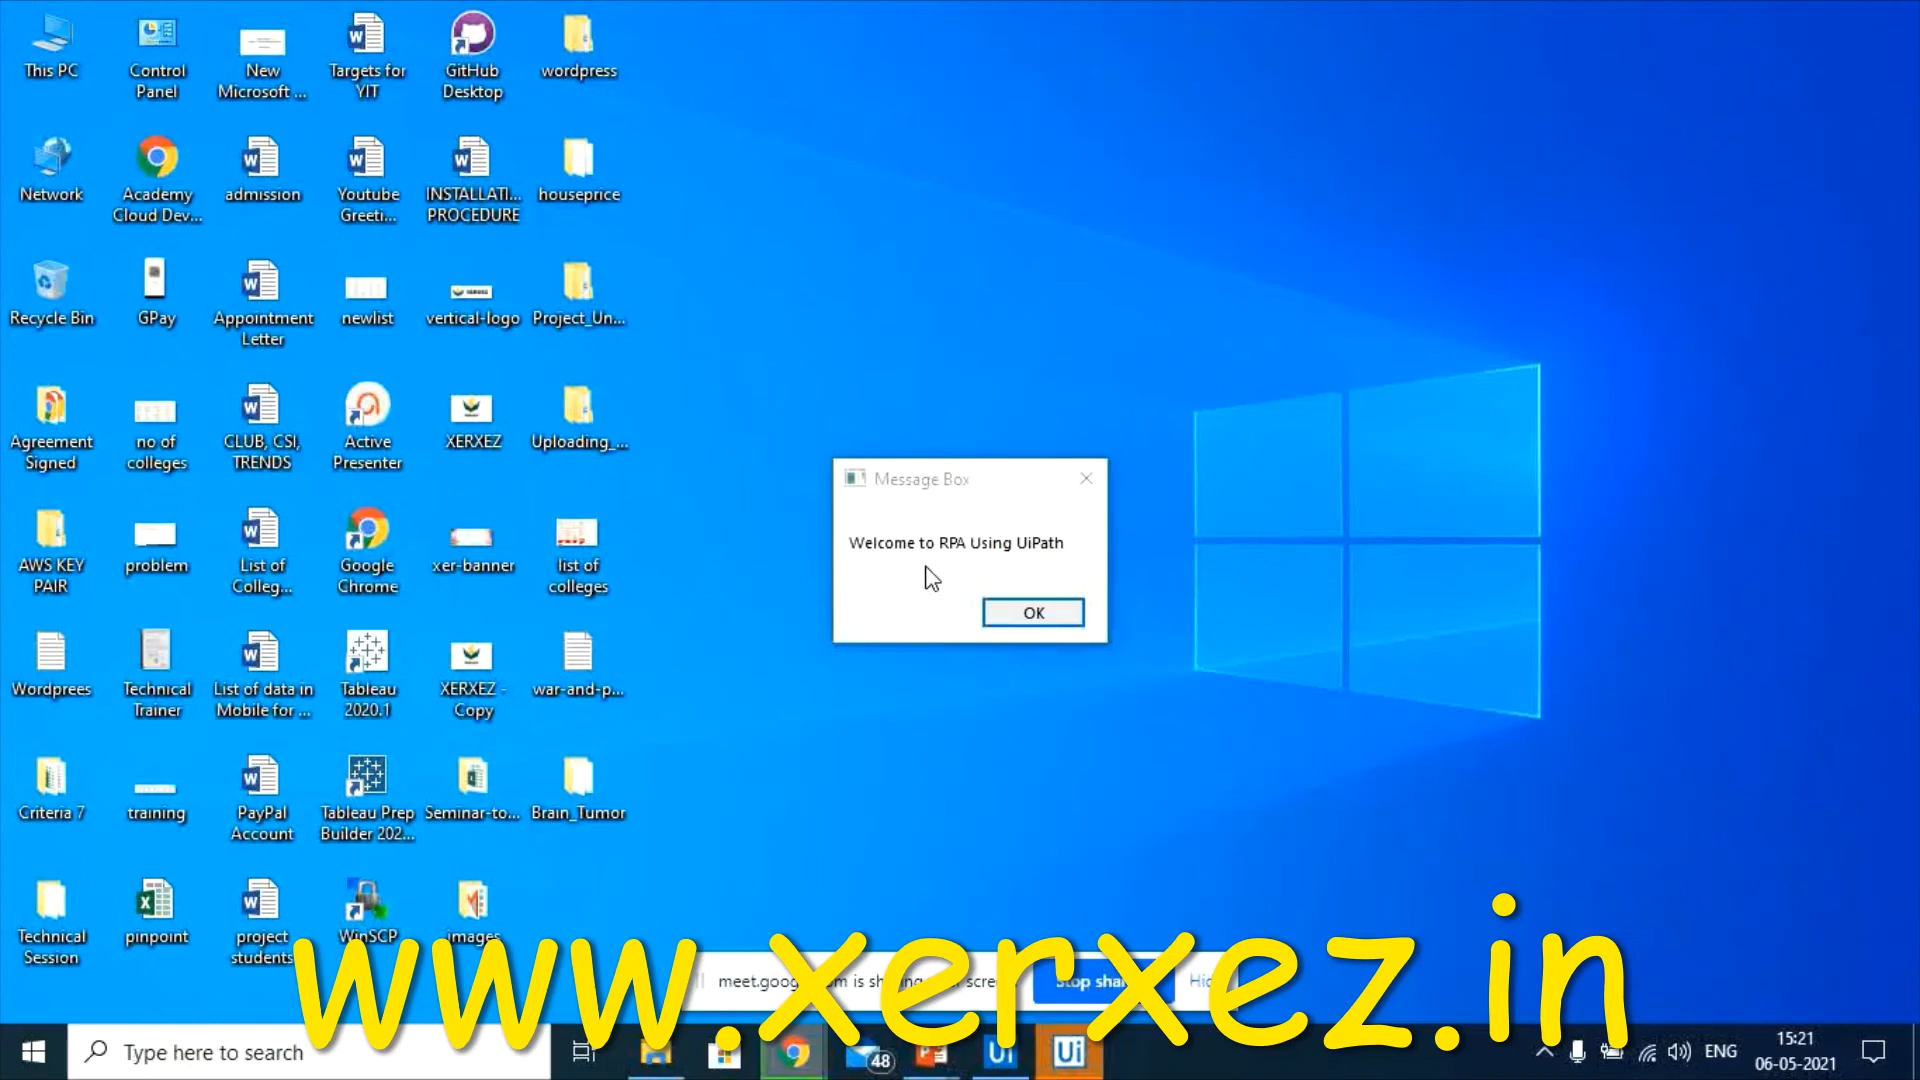 This PC
Control
Panel
New
Microsoft ...
Targets for
YIT
GitHub
Desktop
wordpress
Network
Academy
Cloud Dev...
admission
Youtube
Greeti...
INSTALLATI...
PROCEDURE
houseprice
Recycle Bin
GPay
Appointment
Letter
newlist
vertical-logo
Project_Un...
Agreement
Signed
no of
colleges
CLUB, CSI,
TRENDS
Active
Presenter
XERXEZ
Uploading_...
Message Box
Welcome to RPA Using UiPath
OK
AWS KEY
PAIR
problem
List of
Colleg...
Google
Chrome
xer-banner
list of
colleges
Wordprees
Technical
Trainer
List of data in
Mobile for ...
Tableau
2020.1
XERXEZ -
Copy
war-and-p...
Criteria 7
training
PayPal
Account
Tableau Prep
Builder 202...
Seminar-to...
Brain_Tumor
Technical
Session
pinpoint
project
students
WinSCP
images
www.xerxez.in
Type here to search
48
Ui
Ui
ENG
15:21
06-05-2021